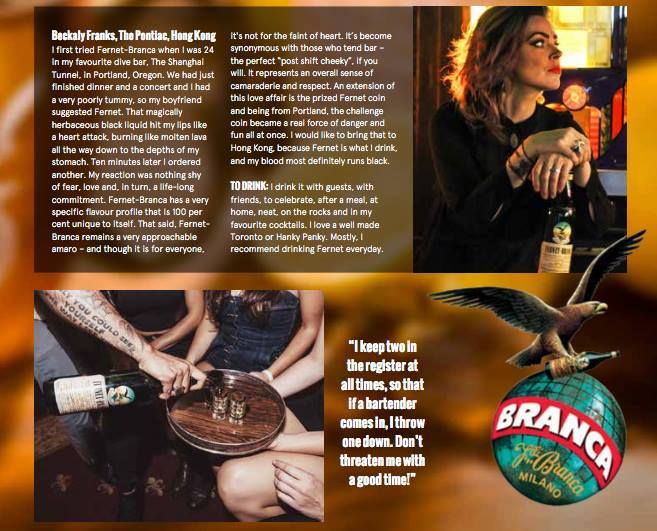 Beckaly Franks, The Pontiac, Hong Kong
I first tried Fernet-Branca when I was 24
in my favourite dive bar, The Shanghai
Tunnel, in Portland, Oregon. We had just
finished dinner and a concert and I had
a very poorly tummy, so my boyfriend
suggested Fernet. That magically
herbaceous black liquid hit my lips like
a heart attack, burning like molten lava
all the way down to the depths of my
stomach. Ten minutes later I ordered
another. My reaction was nothing shy
of fear, love and, in turn, a life-long
commitment. Fernet-Branca has a very
specific flavour profile that is 100 per
cent unique to itself. That said, Fernet-
Branca remains a very approachable
amaro – and though it is for everyone,
it's not for the faint of heart. It's become
synonymous with those who tend bar –
the perfect "post shift cheeky", if you
will. It represents an overall sense of
camaraderie and respect. An extension of
this love affair is the prized Fernet coin
and being from Portland, the challenge
coin became a real force of danger and
fun all at once. I would like to bring that to
Hong Kong, because Fernet is what I drink,
and my blood most definitely runs black.
TO DRINK: I drink it with guests, with
friends, to celebrate, after a meal, at
home, neat, on the rocks and in my
favourite cocktails. I love a well made
Toronto or Hanky Panky. Mostly, I
recommend drinking Fernet everyday.
FERNET-BRANCA
YOU COULD SEE
YOURSELF
"I keep two in
the register at
all times, so that
if a bartender
comes in, I throw
one down. Don't
threaten me with
a good time!"
BRANCA
Fratelli Branca
MILANO